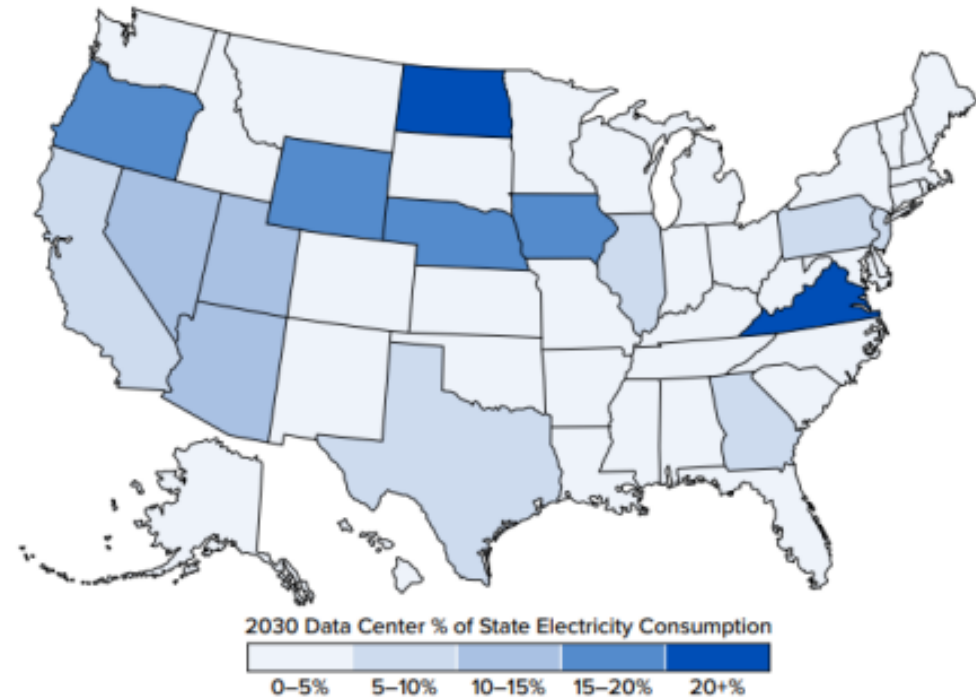 2030 Data Center % of State Electricity Consumption
0–5% 5–10% 10–15% 15–20% 20+%